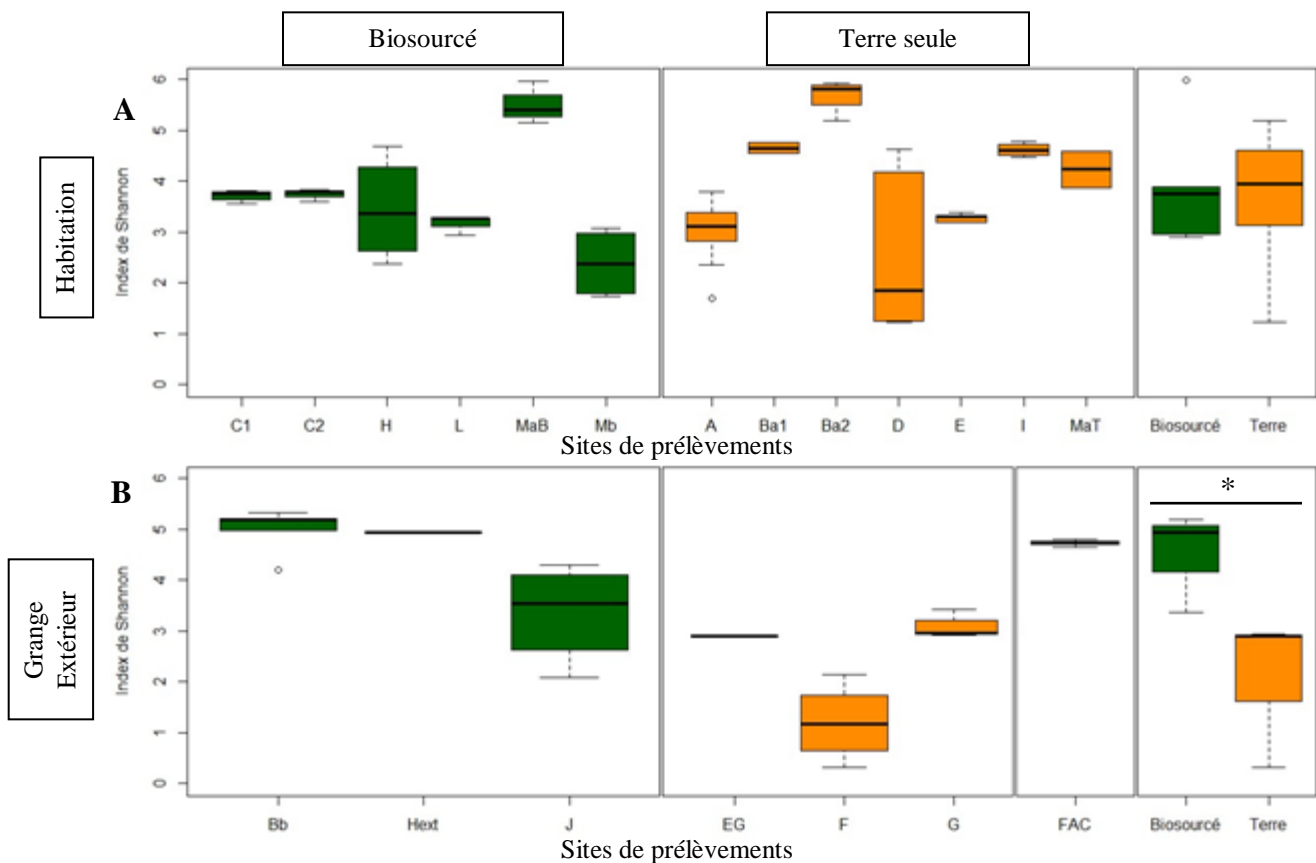 Biosourcé
Terre seule
A
Habitation
Index de Shannon
6
5
4
3
2
1
0
C1 C2 H L MaB Mb A Ba1 Ba2 D E I MaT Biosourcé Terre
Sites de prélèvements
B
Grange
Extérieur
Index de Shannon
6
5
4
3
2
1
0
*
Bb Hext J EG F G FAC Biosourcé Terre
Sites de prélèvements